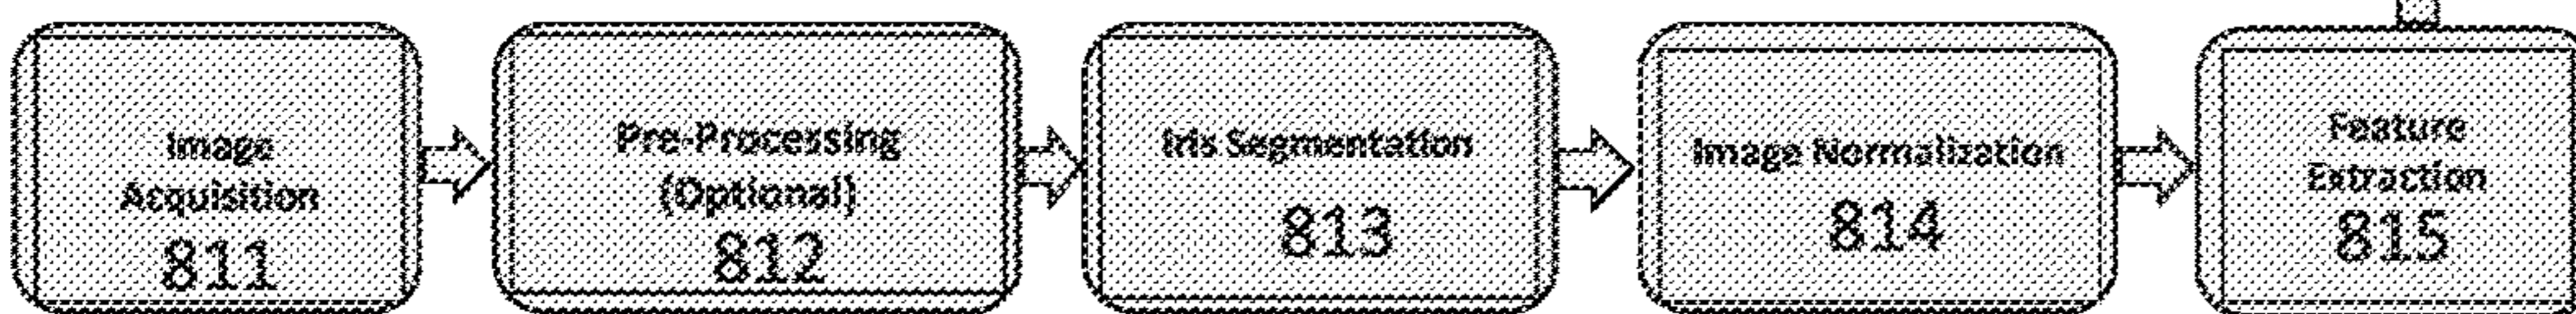 Image
Acquisition
811
Pre-Processing
(Optional)
812
Iris Segmentation
813
Image Normalization
814
Feature
Extraction
815